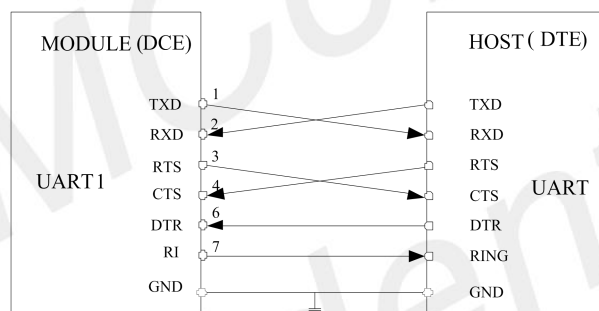 MODULE (DCE) HOST ( DTE)
1
TXD TXD
2
RXD RXD
3
RTS RTS
UART1 4 UART
CTS CTS
6
DTR DTR
7
RI RING
GND GND